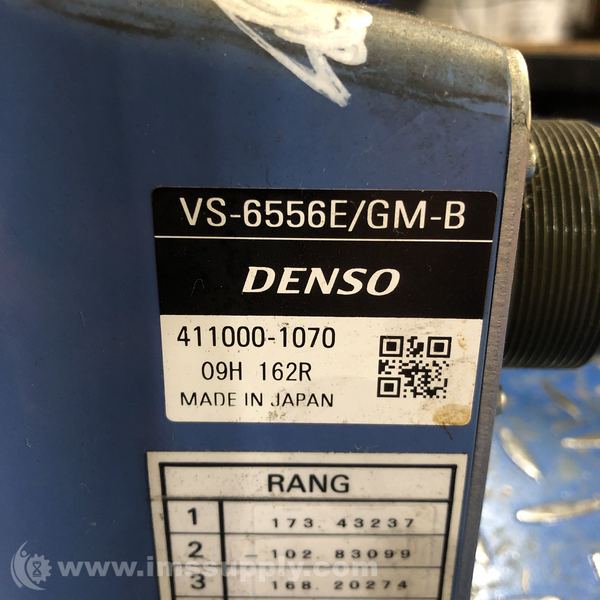 VS-6556E/GM-B
DENSO
411000-1070
09H 162R
MADE IN JAPAN
RANG
1 173. 43237
2 -102. 83099
3 168. 20274
www.imssupply.com